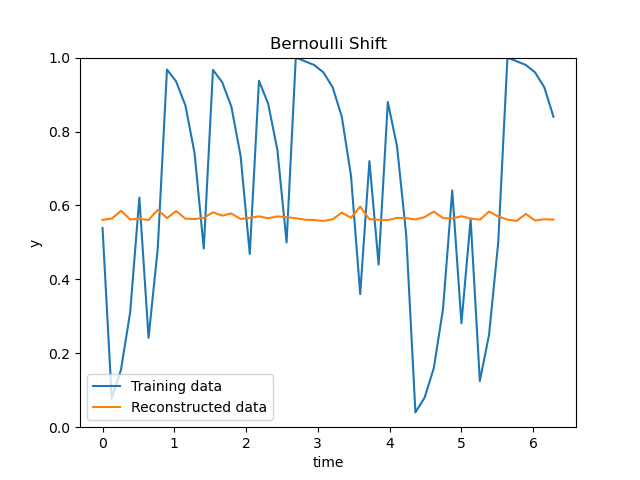 Bernoulli Shift
1.0
0.8
0.6
0.4
0.2
0.0
y
Training data
Reconstructed data
0 1 2 3 4 5 6
time